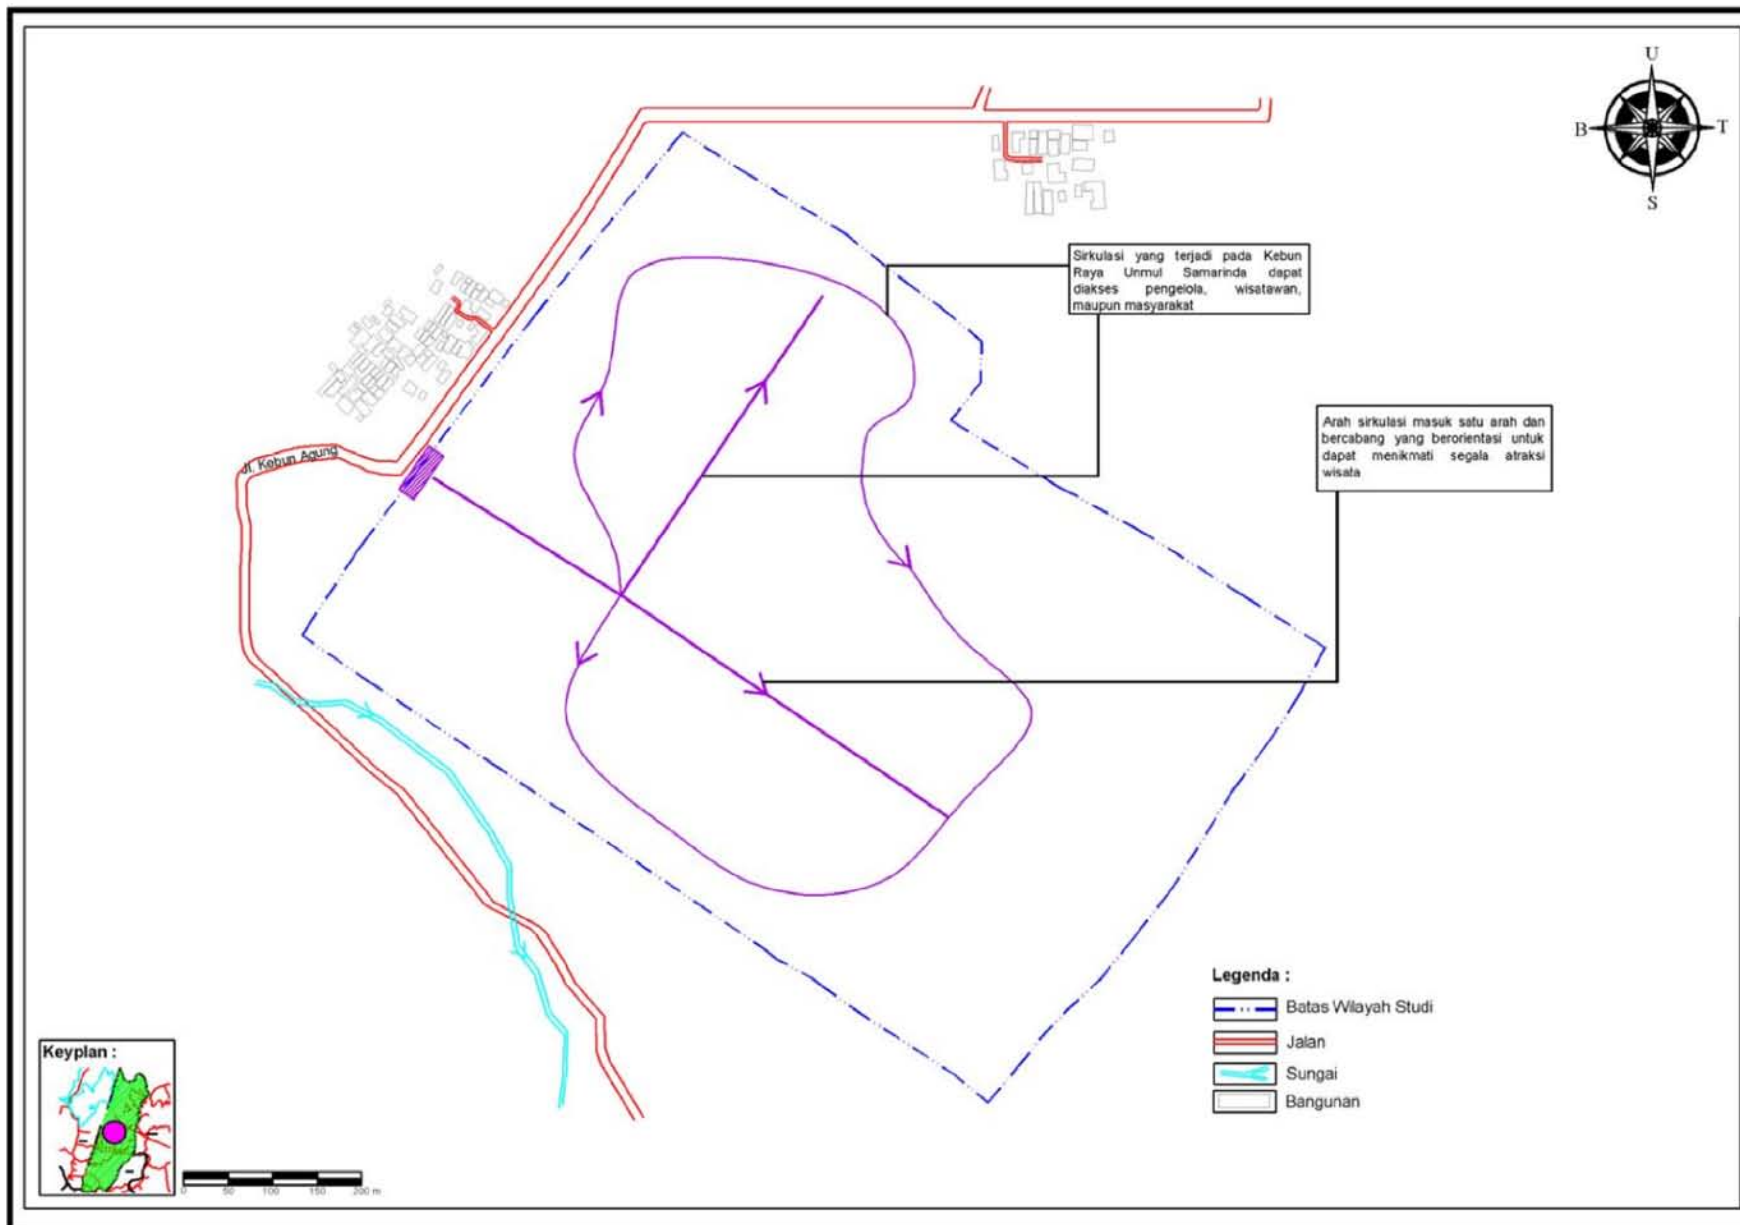 U
B
T
S
Sirkulasi yang terjadi pada Kebun
Raya Unmul Samarinda dapat
diakses pengelola, wisatawan,
maupun masyarakat
Arah sirkulasi masuk satu arah dan
bercabang yang berorientasi untuk
dapat menikmati segala atraksi
wisata
Jl. Kebun Agung
Legenda :
Batas Wilayah Studi
Jalan
Sungai
Bangunan
Keyplan :
0 50 100 150 200 m